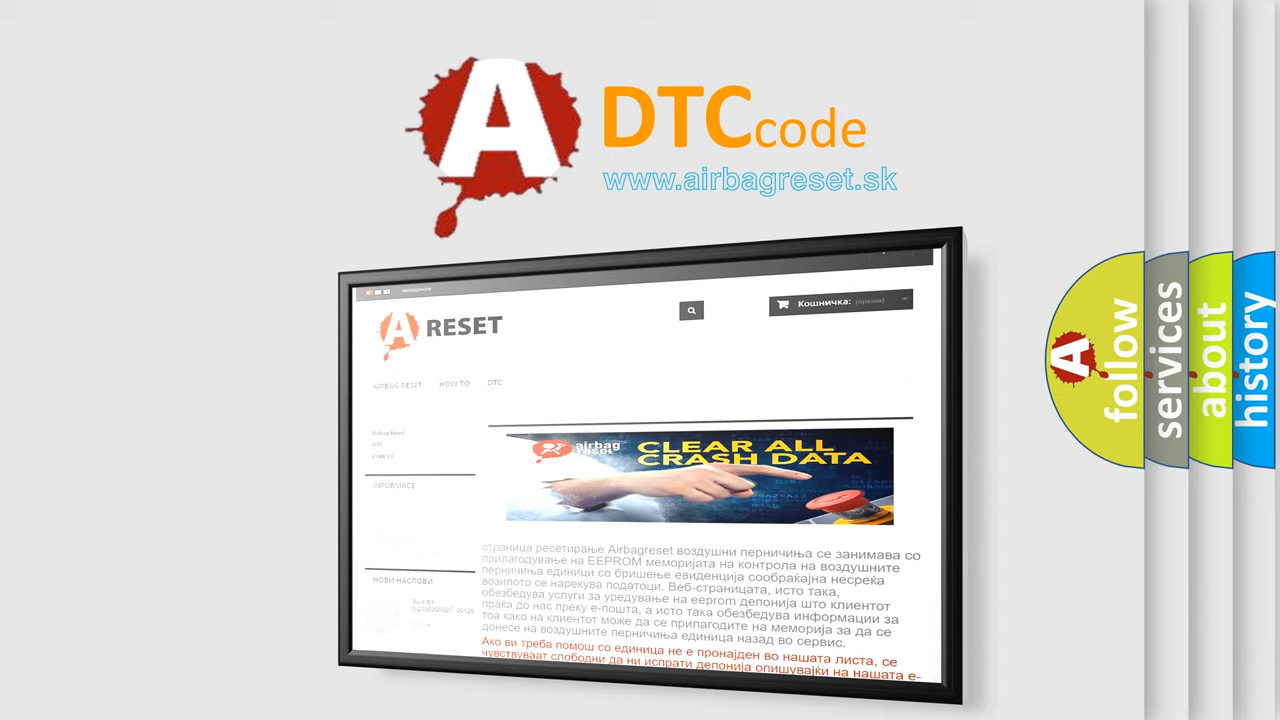 A
DTCcode
www.airbagreset.sk
A RESET
Кошничка: (празна)
AIRBAG RESET HOW TO DTC
Airbag Reset
DTC
HOW TO
INFORMACE
НОВИ НАСЛОВИ
airbag
reset
CLEAR ALL
CRASH DATA
страница ресетирање Airbagreset воздушни перничиња се занимава со
прилагодување на EEPROM меморијата на контрола на воздушните
перничиња единици со бришење евиденција сообраќајна несреќа
возилото се нарекува податоци. Веб-страницата, исто така,
обезбедува услуги за уредување на eeprom депонија што клиентот
праќа до нас преку е-пошта, а исто така обезбедува информации за
тоа како на клиентот може да се прилагодите на меморија за да се
донесе на воздушните перничиња единица назад во сервис.
Ако ви треба помош со единица не е пронајден во нашата листа, се
чувствуваат слободни да ни испрати депонија опишувајќи на нашата е-
A
follow
services
about
history